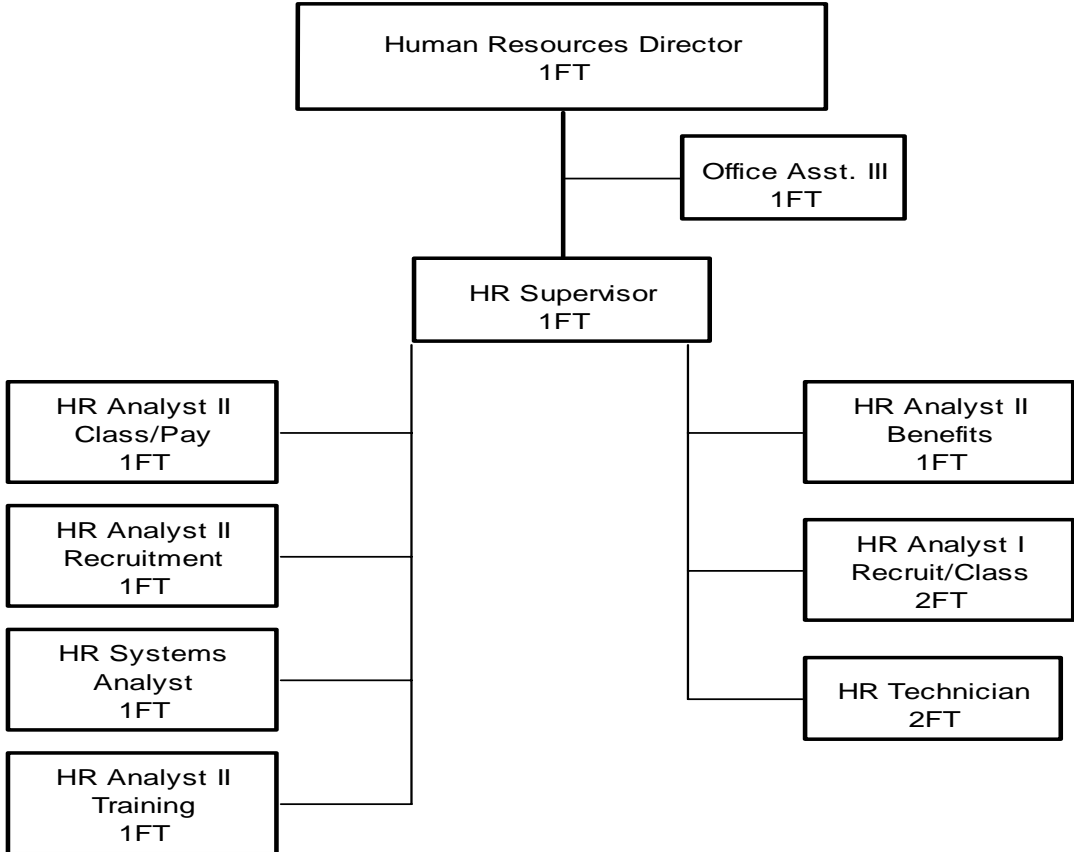 Human Resources Director
1FT
Office Asst. III
1FT
HR Supervisor
1FT
HR Analyst II
Class/Pay
1FT
HR Analyst II
Recruitment
1FT
HR Systems
Analyst
1FT
HR Analyst II
Training
1FT
HR Analyst II
Benefits
1FT
HR Analyst I
Recruit/Class
2FT
HR Technician
2FT